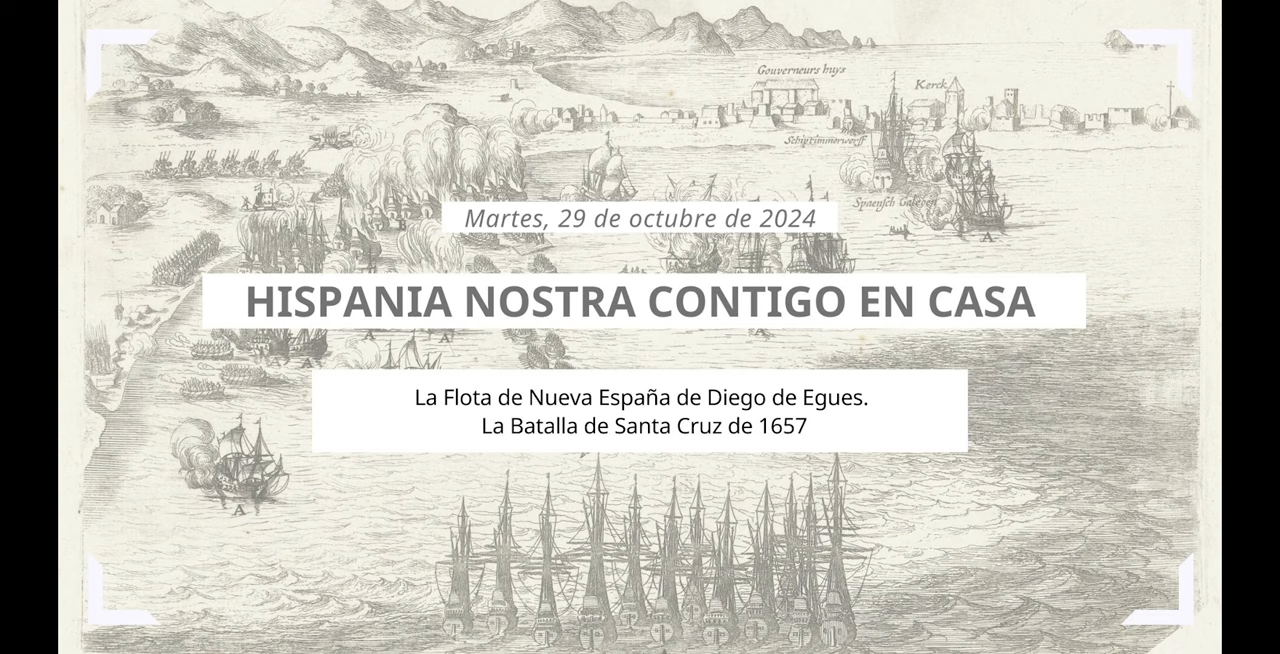 Gouverneurs huys
Kerck
Schiptimmerwerff
Spaensch Galeoen
A
Martes, 29 de octubre de 2024
HISPANIA NOSTRA CONTIGO EN CASA
A
A
A
La Flota de Nueva España de Diego de Egues.
La Batalla de Santa Cruz de 1657
A